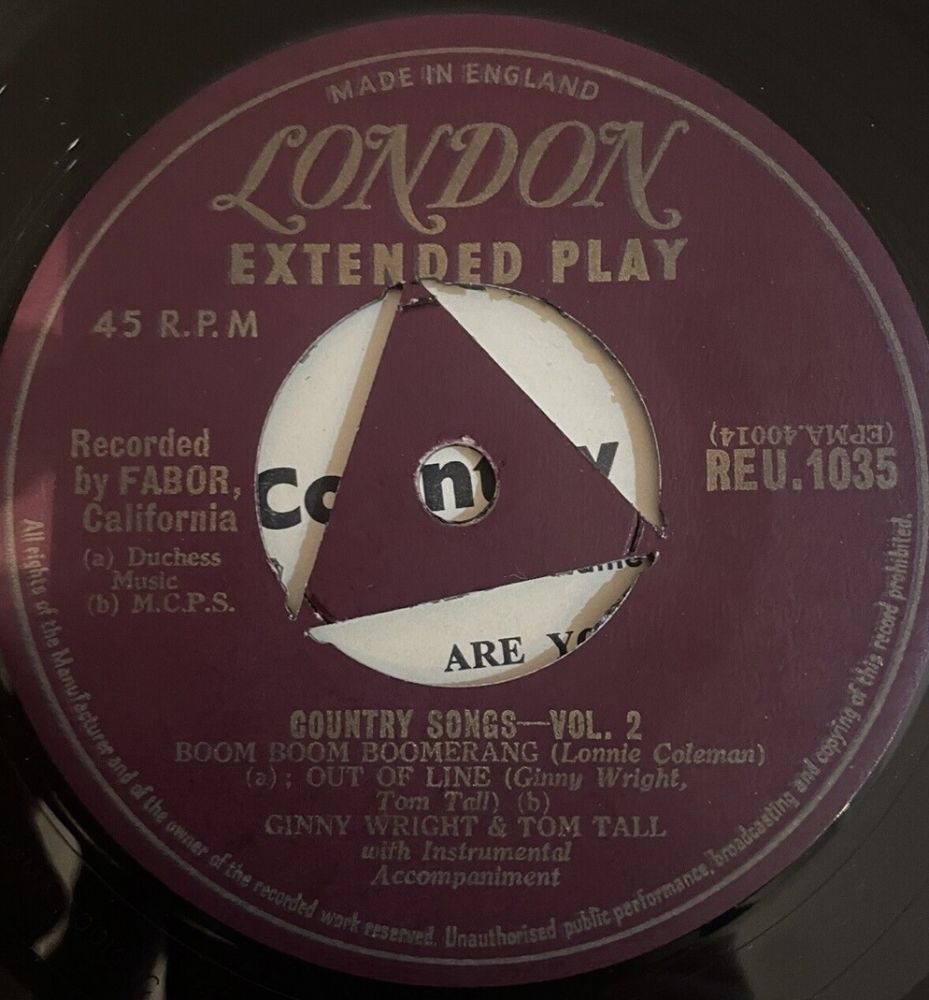 MADE IN ENGLAND
LONDON
EXTENDED PLAY
45 R.P.M
Recorded
by FABOR,
California
(a) Duchess
Music
(b) M.C.P.S.
(EPMA.40014)
REU.1035
ARE
COUNTRY SONGS—VOL. 2
BOOM BOOM BOOMERANG (Lonnie Coleman)
(a) ; OUT OF LINE (Ginny Wright,
Tom Tall) (b)
GINNY WRIGHT & TOM TALL
with Instrumental
Accompaniment
All rights of the Manufacturer and of the owner of the recorded work reserved. Unauthorised public performance, broadcasting and copying of this record prohibited.